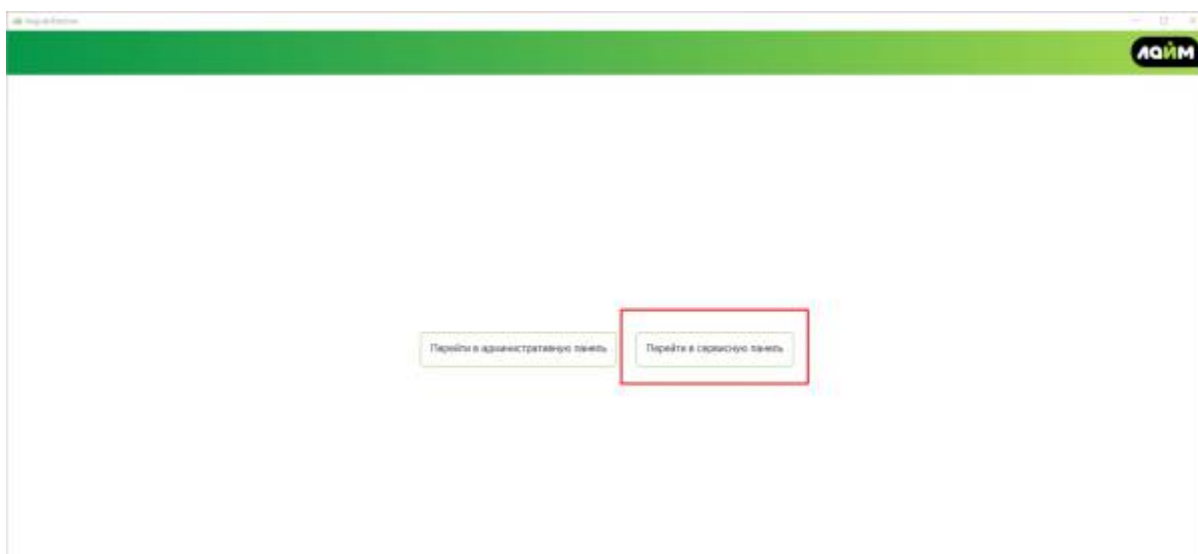 лайм
Перейти в административную панель
Перейти в сервисную панель